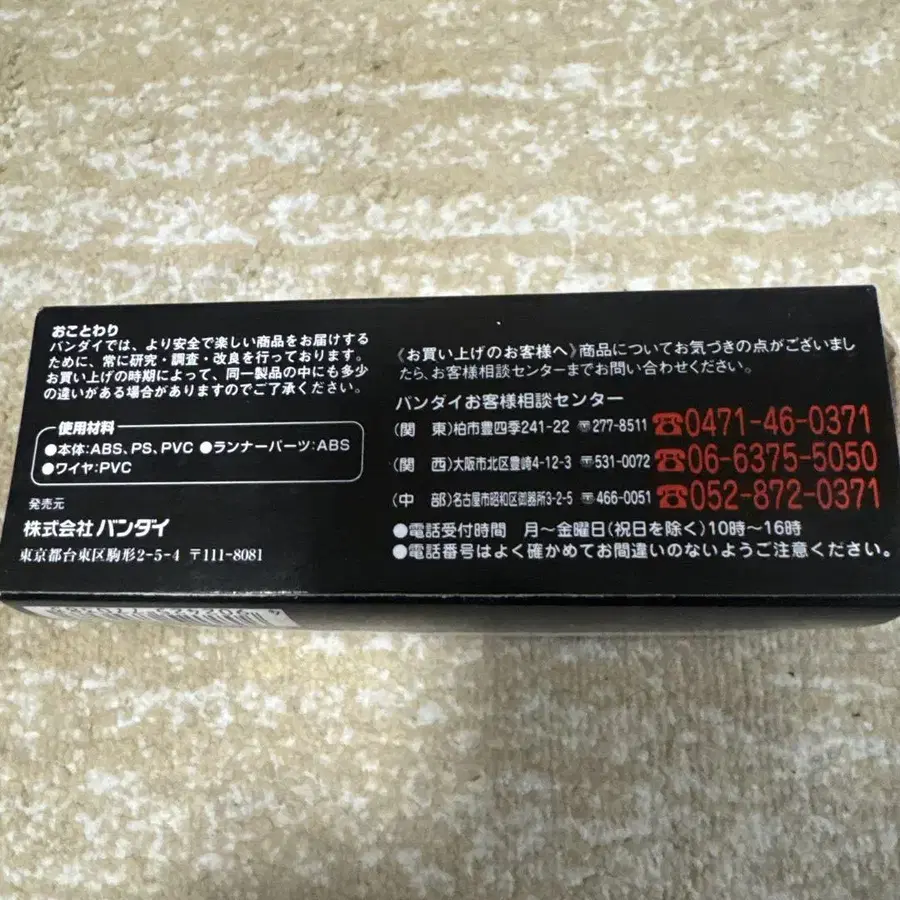 おことわり
バンダイでは、より安全で楽しい商品をお届けする
ために、常に研究・調査・改良を行っております。
お買い上げの時期によって、同一製品の中にも多少
の違いがある場合がありますのでご了承ください。
使用材料
●本体:ABS、PS、PVC ●ランナーパーツ:ABS
●ワイヤ:PVC
発売元
株式会社 バンダイ
東京都台東区駒形2-5-4 〒111-8081
《お買い上げのお客様へ》商品についてお気づきの点がございまし
たら、お客様相談センターまでお問い合わせください。
バンダイお客様相談センター
(関 東)柏市豊四季241-22 〒277-8511 ☎0471-46-0371
(関 西)大阪市北区豊崎4-12-3 〒531-0072 ☎06-6375-5050
(中 部)名古屋市昭和区御器所3-2-5 〒466-0051 ☎052-872-0371
●電話受付時間 月〜金曜日(祝日を除く)10時〜16時
●電話番号はよく確かめてお間違いのないようご注意ください。